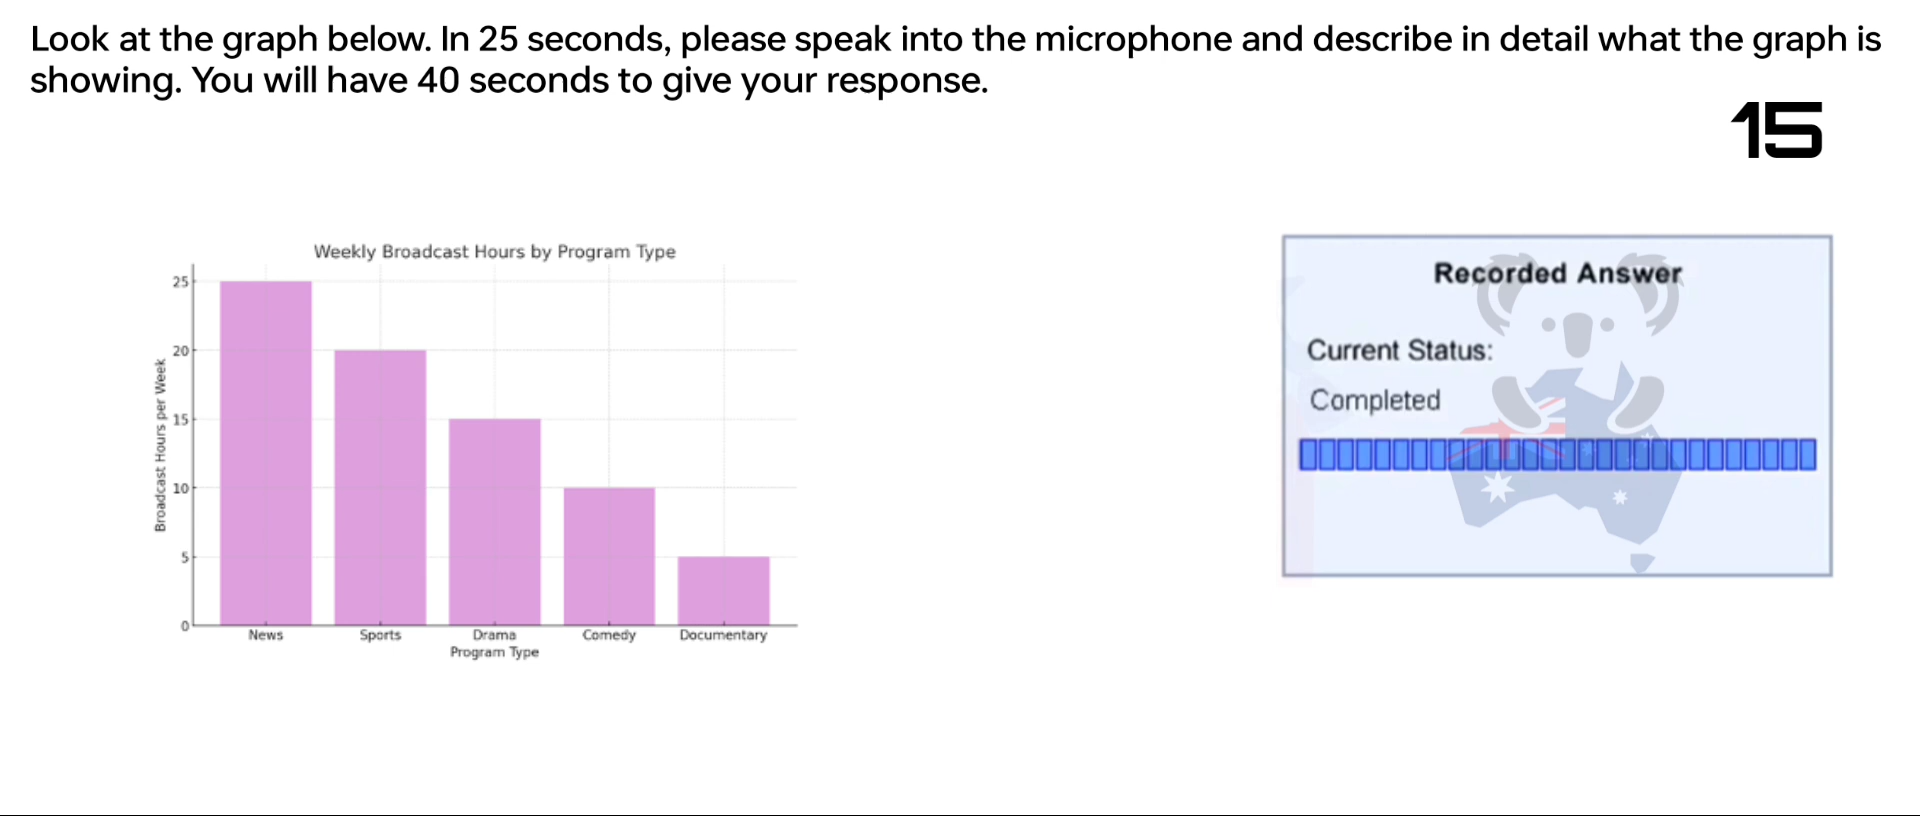 Look at the graph below. In 25 seconds, please speak into the microphone and describe in detail what the graph is
showing. You will have 40 seconds to give your response.
15
Weekly Broadcast Hours by Program Type
Broadcast Hours per Week
25
20
15
10
5
0
News
Sports
Drama
Comedy
Documentary
Program Type
Recorded Answer
Current Status:
Completed